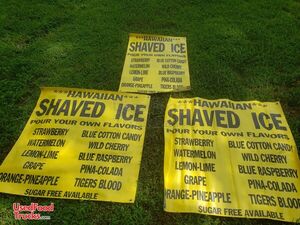 HAWAIIAN
SHAVED ICE
POUR YOUR OWN FLAVORS
STRAWBERRY BLUE COTTON CANDY
WATERMELON WILD CHERRY
LEMON-LIME BLUE RASPBERRY
GRAPE PINA-COLADA
ORANGE-PINEAPPLE TIGERS BLOOD
HAWAIIAN
SHAVED ICE
POUR YOUR OWN FLAVORS
STRAWBERRY BLUE COTTON CANDY
WATERMELON WILD CHERRY
LEMON-LIME BLUE RASPBERRY
GRAPE PINA-COLADA
ORANGE-PINEAPPLE TIGERS BLOOD
SUGAR FREE AVAILABLE
HAWAIIAN
SHAVED ICE
POUR YOUR OWN FLAVORS
STRAWBERRY BLUE COTTON CANDY
WATERMELON WILD CHERRY
LEMON-LIME BLUE RASPBERRY
GRAPE PINA-COLADA
ORANGE-PINEAPPLE TIGERS BLOOD
SUGAR FREE AVAILABLE
UsedFood
Trucks.com